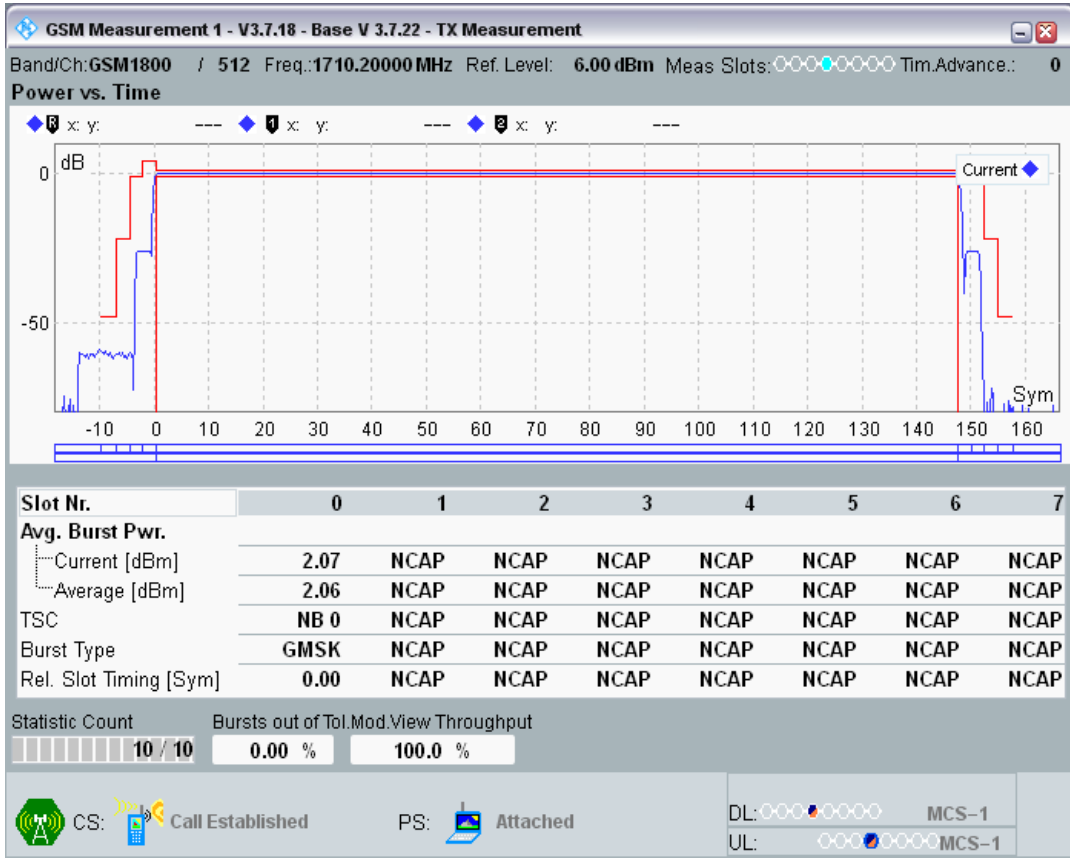 GSM Measurement 1 - V3.7.18 - Base V 3.7.22 - TX Measurement
Band/Ch:GSM1800 / 512 Freq.:1710.20000 MHz Ref. Level: 6.00 dBm Meas Slots: Tim.Advance.: 0
Power vs. Time
R x: y: --- 1 x: y: --- 2 x: y: ---
dB
Current
0
-50
Sym
-10 0 10 20 30 40 50 60 70 80 90 100 110 120 130 140 150 160
Slot Nr. 0 1 2 3 4 5 6 7
Avg. Burst Pwr.
Current [dBm] 2.07 NCAP NCAP NCAP NCAP NCAP NCAP NCAP
Average [dBm] 2.06 NCAP NCAP NCAP NCAP NCAP NCAP NCAP
TSC NB 0 NCAP NCAP NCAP NCAP NCAP NCAP NCAP
Burst Type GMSK NCAP NCAP NCAP NCAP NCAP NCAP NCAP
Rel. Slot Timing [Sym] 0.00 NCAP NCAP NCAP NCAP NCAP NCAP NCAP
Statistic Count Bursts out of Tol.Mod.View Throughput
10 / 10 0.00 % 100.0 %
CS: Call Established PS: Attached
DL: MCS-1
UL: MCS-1